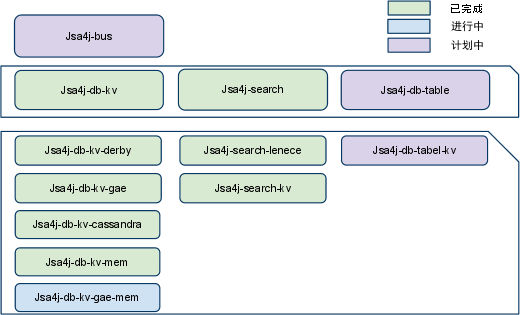 已完成
进行中
计划中
Jsa4j-bus
Jsa4j-db-kv
Jsa4j-search
Jsa4j-db-table
Jsa4j-db-kv-derby
Jsa4j-search-lenece
Jsa4j-db-tabel-kv
Jsa4j-db-kv-gae
Jsa4j-search-kv
Jsa4j-db-kv-cassandra
Jsa4j-db-kv-mem
Jsa4j-db-kv-gae-mem